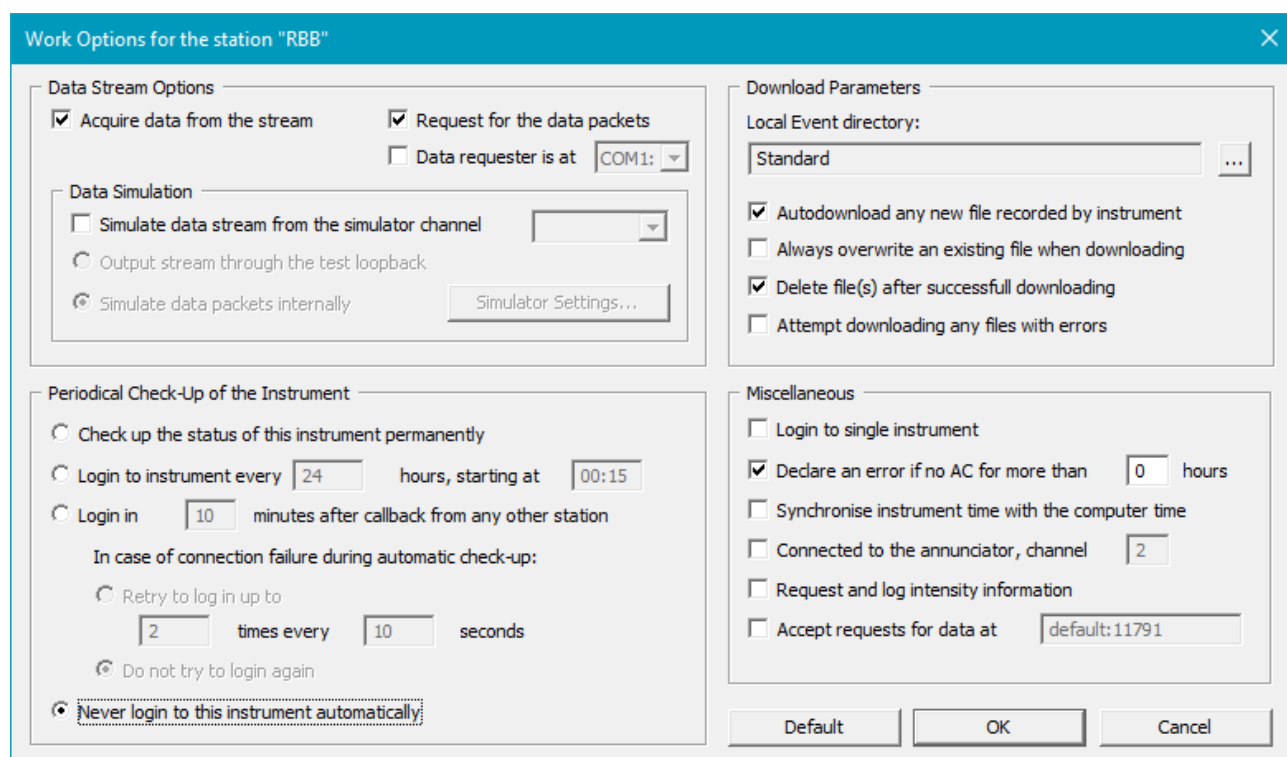 Work Options for the station "RBB"
Data Stream Options
Acquire data from the stream
Request for the data packets
Data requester is at COM1:
Data Simulation
Simulate data stream from the simulator channel
Output stream through the test loopback
Simulate data packets internally
Simulator Settings...
Download Parameters
Local Event directory:
Standard
...
Autodownload any new file recorded by instrument
Always overwrite an existing file when downloading
Delete file(s) after successfull downloading
Attempt downloading any files with errors
Periodical Check-Up of the Instrument
Check up the status of this instrument permanently
Login to instrument every 24 hours, starting at 00:15
Login in 10 minutes after callback from any other station
In case of connection failure during automatic check-up:
Retry to log in up to
2 times every 10 seconds
Do not try to login again
Never login to this instrument automatically
Miscellaneous
Login to single instrument
Declare an error if no AC for more than 0 hours
Synchronise instrument time with the computer time
Connected to the annunciator, channel 2
Request and log intensity information
Accept requests for data at default:11791
Default
OK
Cancel